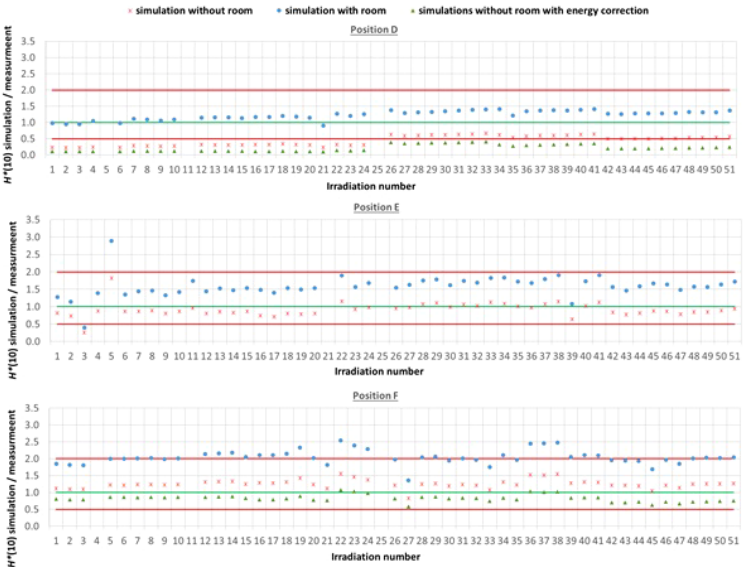 simulation without room simulation with room simulations without room with energy correction
Position D
H*(10) simulation / measurmeent
3.5
3.0
2.5
2.0
1.5
1.0
0.5
0.0
1 2 3 4 5 6 7 8 9 10 11 12 13 14 15 16 17 18 19 20 21 22 23 24 25 26 27 28 29 30 31 32 33 34 35 36 37 38 39 40 41 42 43 44 45 46 47 48 49 50 51
Irradiation number
Position E
H*(10) simulation / measurmeent
3.5
3.0
2.5
2.0
1.5
1.0
0.5
0.0
1 2 3 4 5 6 7 8 9 10 11 12 13 14 15 16 17 18 19 20 21 22 23 24 25 26 27 28 29 30 31 32 33 34 35 36 37 38 39 40 41 42 43 44 45 46 47 48 49 50 51
Irradiation number
Position F
H*(10) simulation / measurmeent
3.5
3.0
2.5
2.0
1.5
1.0
0.5
0.0
1 2 3 4 5 6 7 8 9 10 11 12 13 14 15 16 17 18 19 20 21 22 23 24 25 26 27 28 29 30 31 32 33 34 35 36 37 38 39 40 41 42 43 44 45 46 47 48 49 50 51
Irradiation number